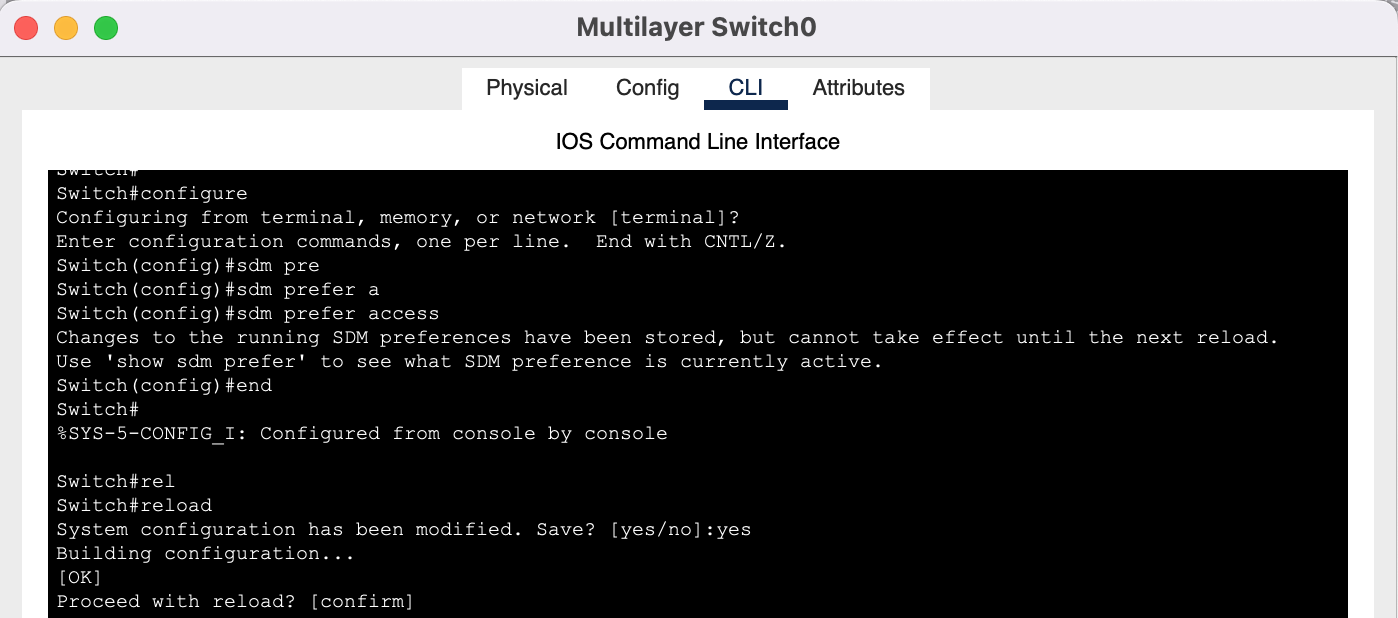 Multilayer Switch0
Physical Config CLI Attributes
IOS Command Line Interface
Switch#
Switch#configure
Configuring from terminal, memory, or network [terminal]?
Enter configuration commands, one per line.  End with CNTL/Z.
Switch(config)#sdm pre
Switch(config)#sdm prefer a
Switch(config)#sdm prefer access
Changes to the running SDM preferences have been stored, but cannot take effect until the next reload.
Use 'show sdm prefer' to see what SDM preference is currently active.
Switch(config)#end
Switch#
%SYS-5-CONFIG_I: Configured from console by console
Switch#rel
Switch#reload
System configuration has been modified. Save? [yes/no]:yes
Building configuration...
[OK]
Proceed with reload? [confirm]